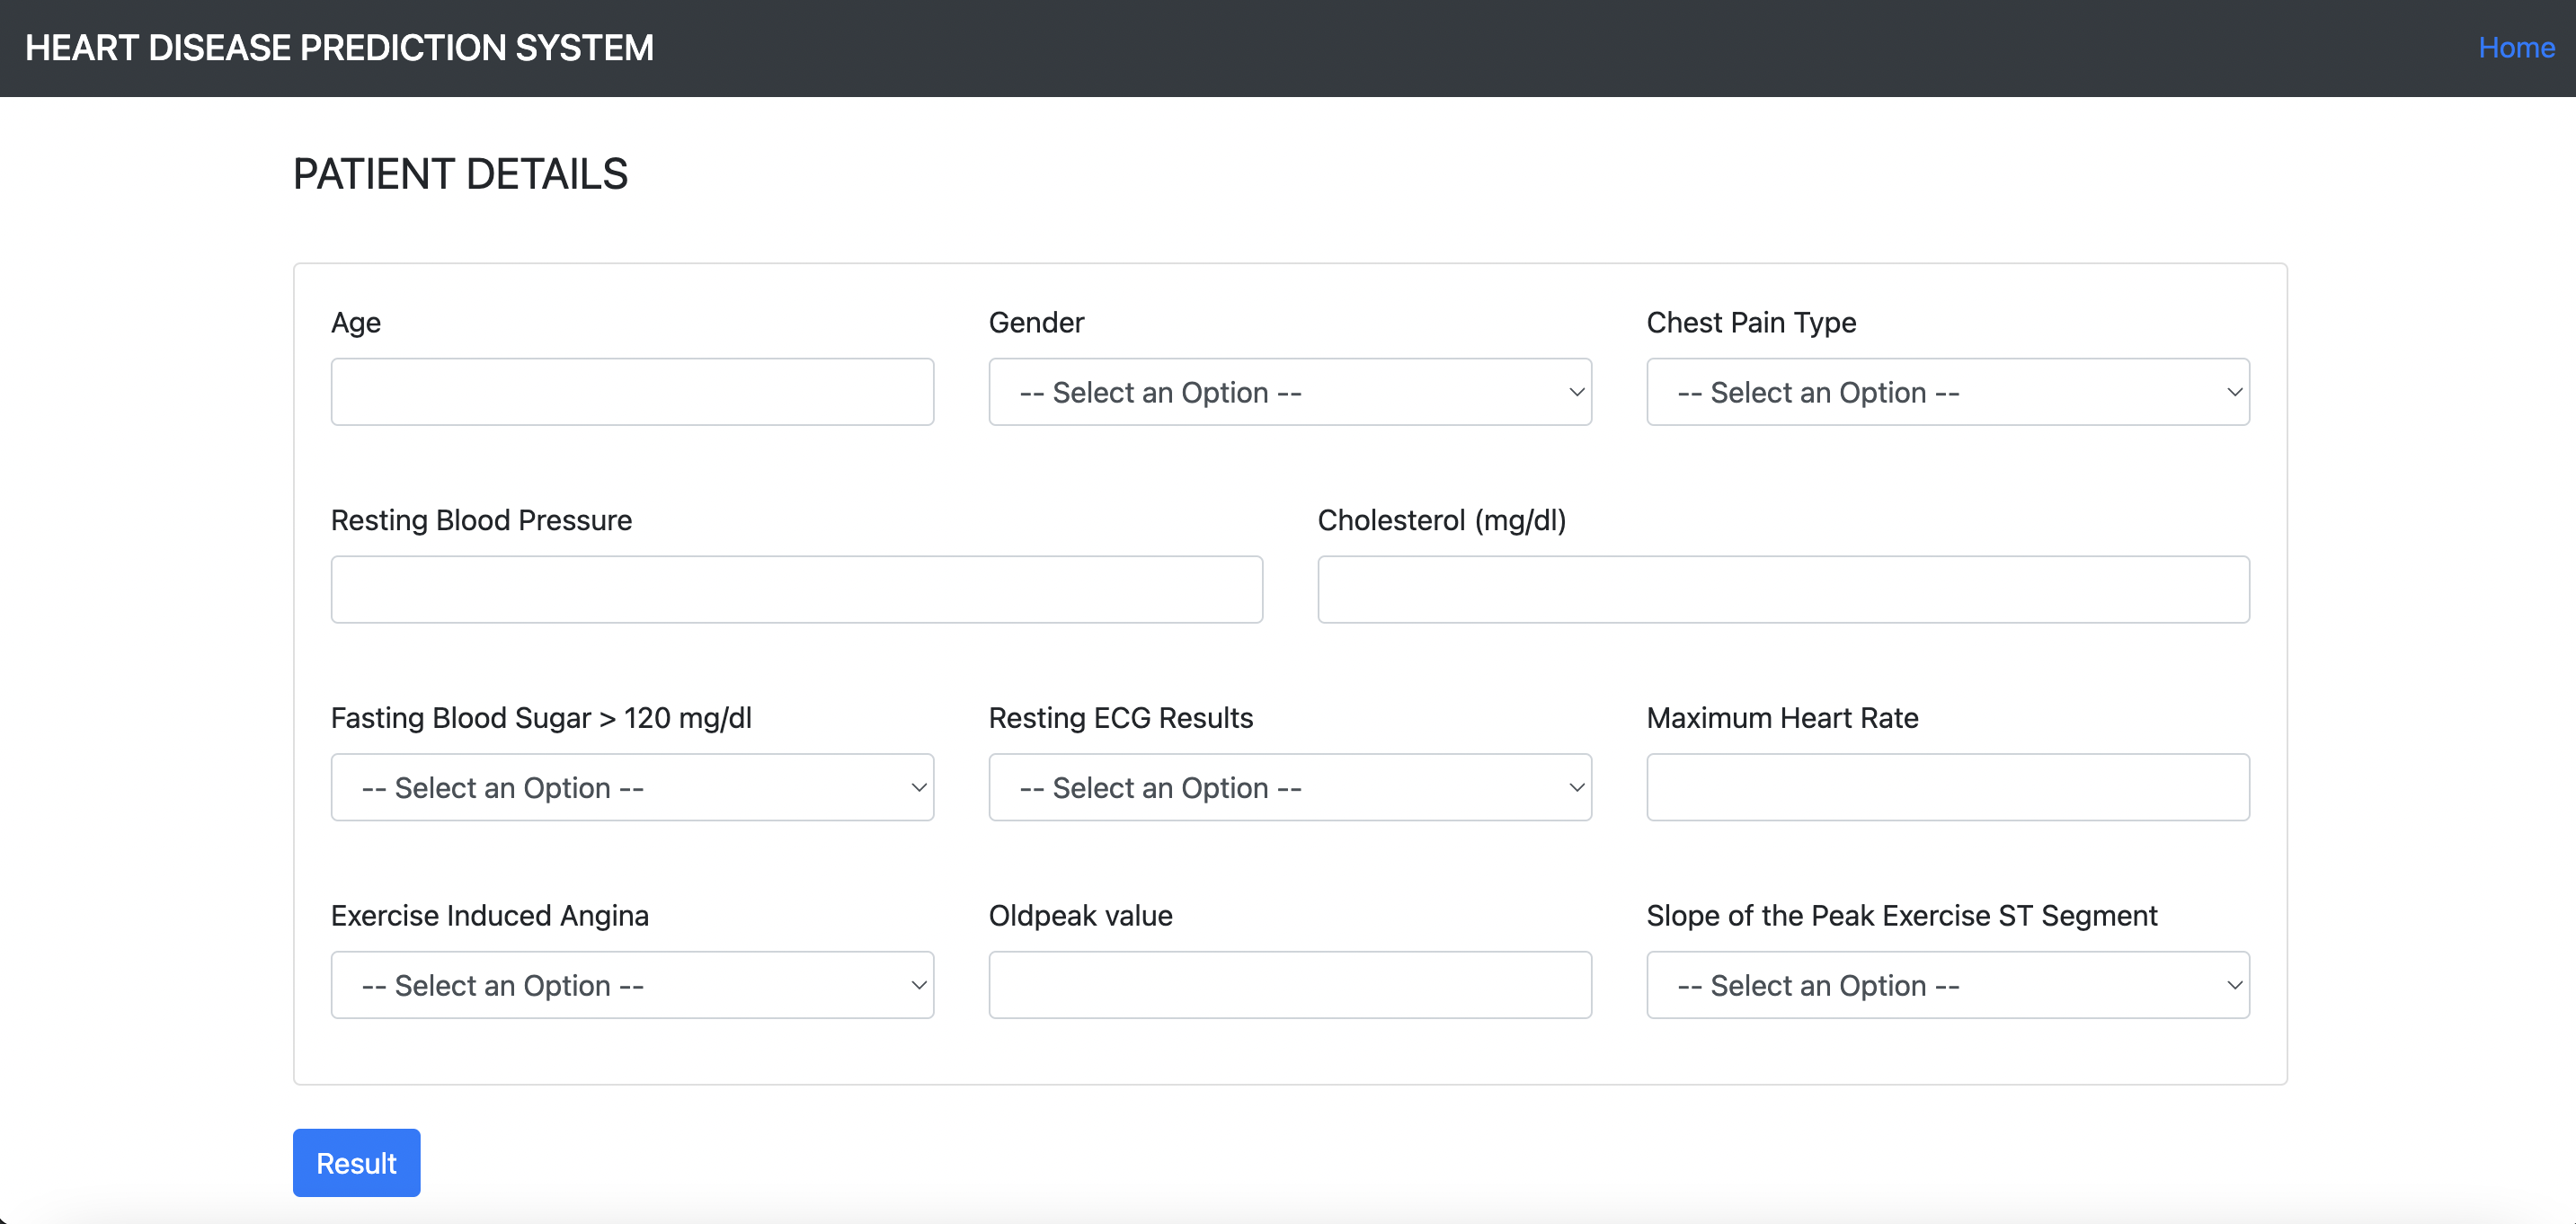 HEART DISEASE PREDICTION SYSTEM Home
PATIENT DETAILS
Age Gender Chest Pain Type
-- Select an Option -- -- Select an Option --
Resting Blood Pressure Cholesterol (mg/dl)
Fasting Blood Sugar > 120 mg/dl Resting ECG Results Maximum Heart Rate
-- Select an Option -- -- Select an Option --
Exercise Induced Angina Oldpeak value Slope of the Peak Exercise ST Segment
-- Select an Option -- -- Select an Option --
Result